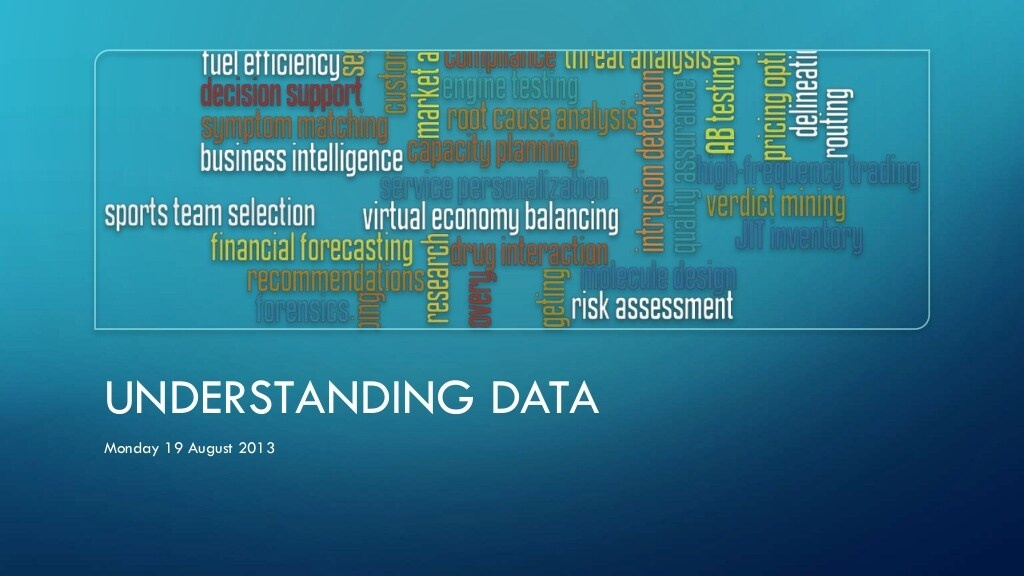 fuel efficiency
compliance
threat analysis
decision support
engine testing
symptom matching
root cause analysis
business intelligence
capacity planning
market a
intrusion detection
quality assurance
AB testing
routing
high-frequency trading
service personalization
sports team selection
virtual economy balancing
verdict mining
JIT inventory
financial forecasting
drug interaction
recommendations
research
molecule design
forensics
risk assessment
UNDERSTANDING DATA
Monday 19 August 2013